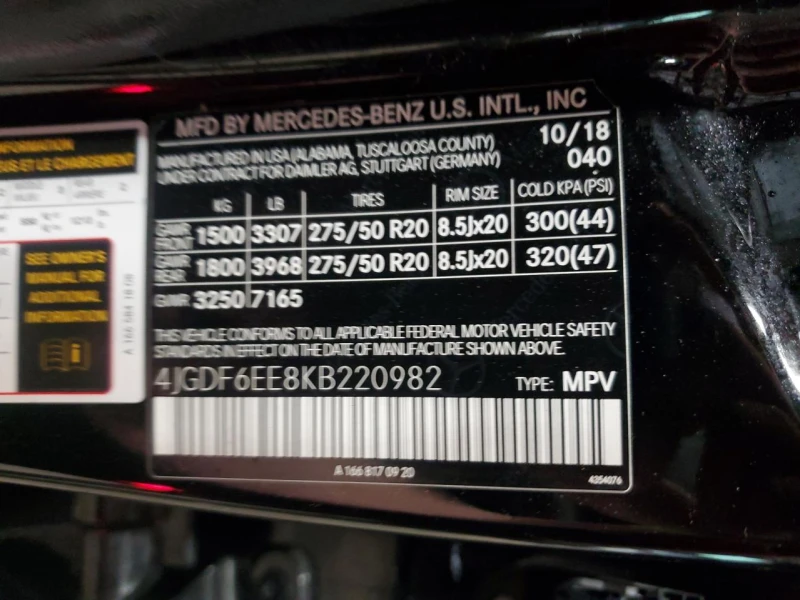 MFD BY MERCEDES-BENZ U.S. INTL., INC
MANUFACTURED IN USA (ALABAMA, TUSCALOOSA COUNTY) 10/18
UNDER CONTRACT FOR DAIMLER AG, STUTTGART (GERMANY) 040
KG LB TIRES RIM SIZE COLD KPA (PSI)
GAWR FRONT 1500 3307 275/50 R20 8.5Jx20 300(44)
GAWR REAR 1800 3968 275/50 R20 8.5Jx20 320(47)
GVWR 3250 7165
THIS VEHICLE CONFORMS TO ALL APPLICABLE FEDERAL MOTOR VEHICLE SAFETY
STANDARDS IN EFFECT ON THE DATE OF MANUFACTURE SHOWN ABOVE.
4JGDF6EE8KB220982 TYPE: MPV
A 166 817 09 20
4354076
INFORMATION
ET LE CHARGEMENT
SEE OWNER'S
MANUAL FOR
ADDITIONAL
INFORMATION